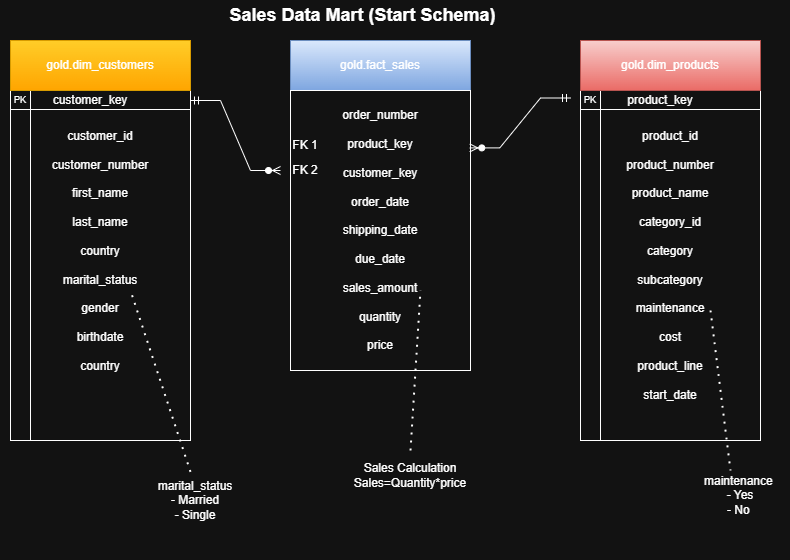 Sales Data Mart (Start Schema)
gold.dim_customers
PK customer_key
customer_id
customer_number
first_name
last_name
country
marital_status
gender
birthdate
country
marital_status
- Married
- Single
gold.fact_sales
order_number
FK 1 product_key
FK 2 customer_key
order_date
shipping_date
due_date
sales_amount
quantity
price
Sales Calculation
Sales=Quantity*price
gold.dim_products
PK product_key
product_id
product_number
product_name
category_id
category
subcategory
maintenance
cost
product_line
start_date
maintenance
- Yes
- No